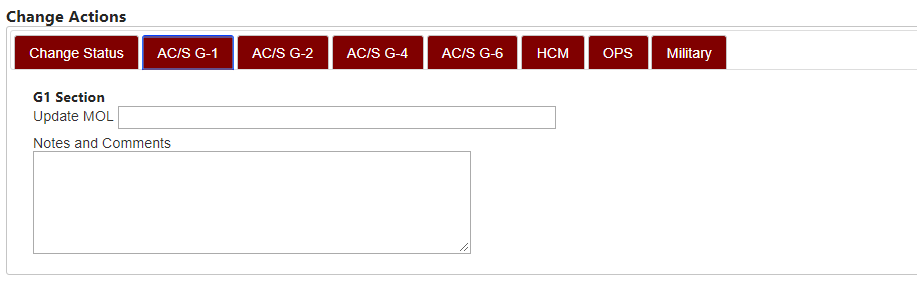 Change Actions
Change Status AC/S G-1 AC/S G-2 AC/S G-4 AC/S G-6 HCM OPS Military
G1 Section
Update MOL
Notes and Comments